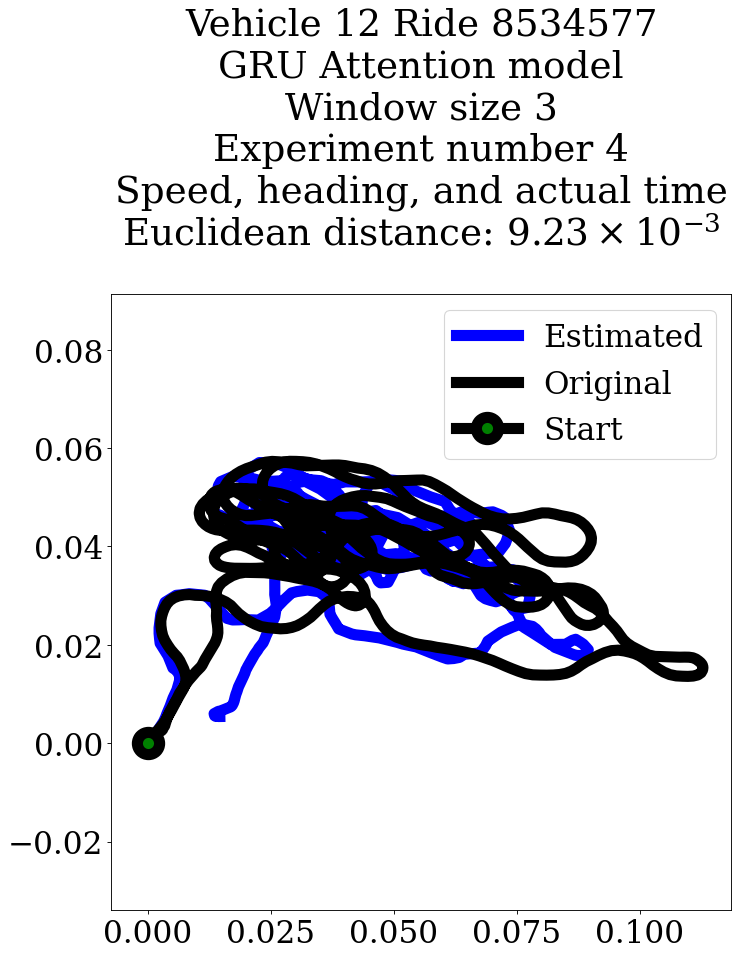 Vehicle 12 Ride 8534577
GRU Attention model
Window size 3
Experiment number 4
Speed, heading, and actual time
Euclidean distance: 9.23 × 10⁻³
Estimated
Original
Start
0.08
0.06
0.04
0.02
0.00
−0.02
0.000 0.025 0.050 0.075 0.100